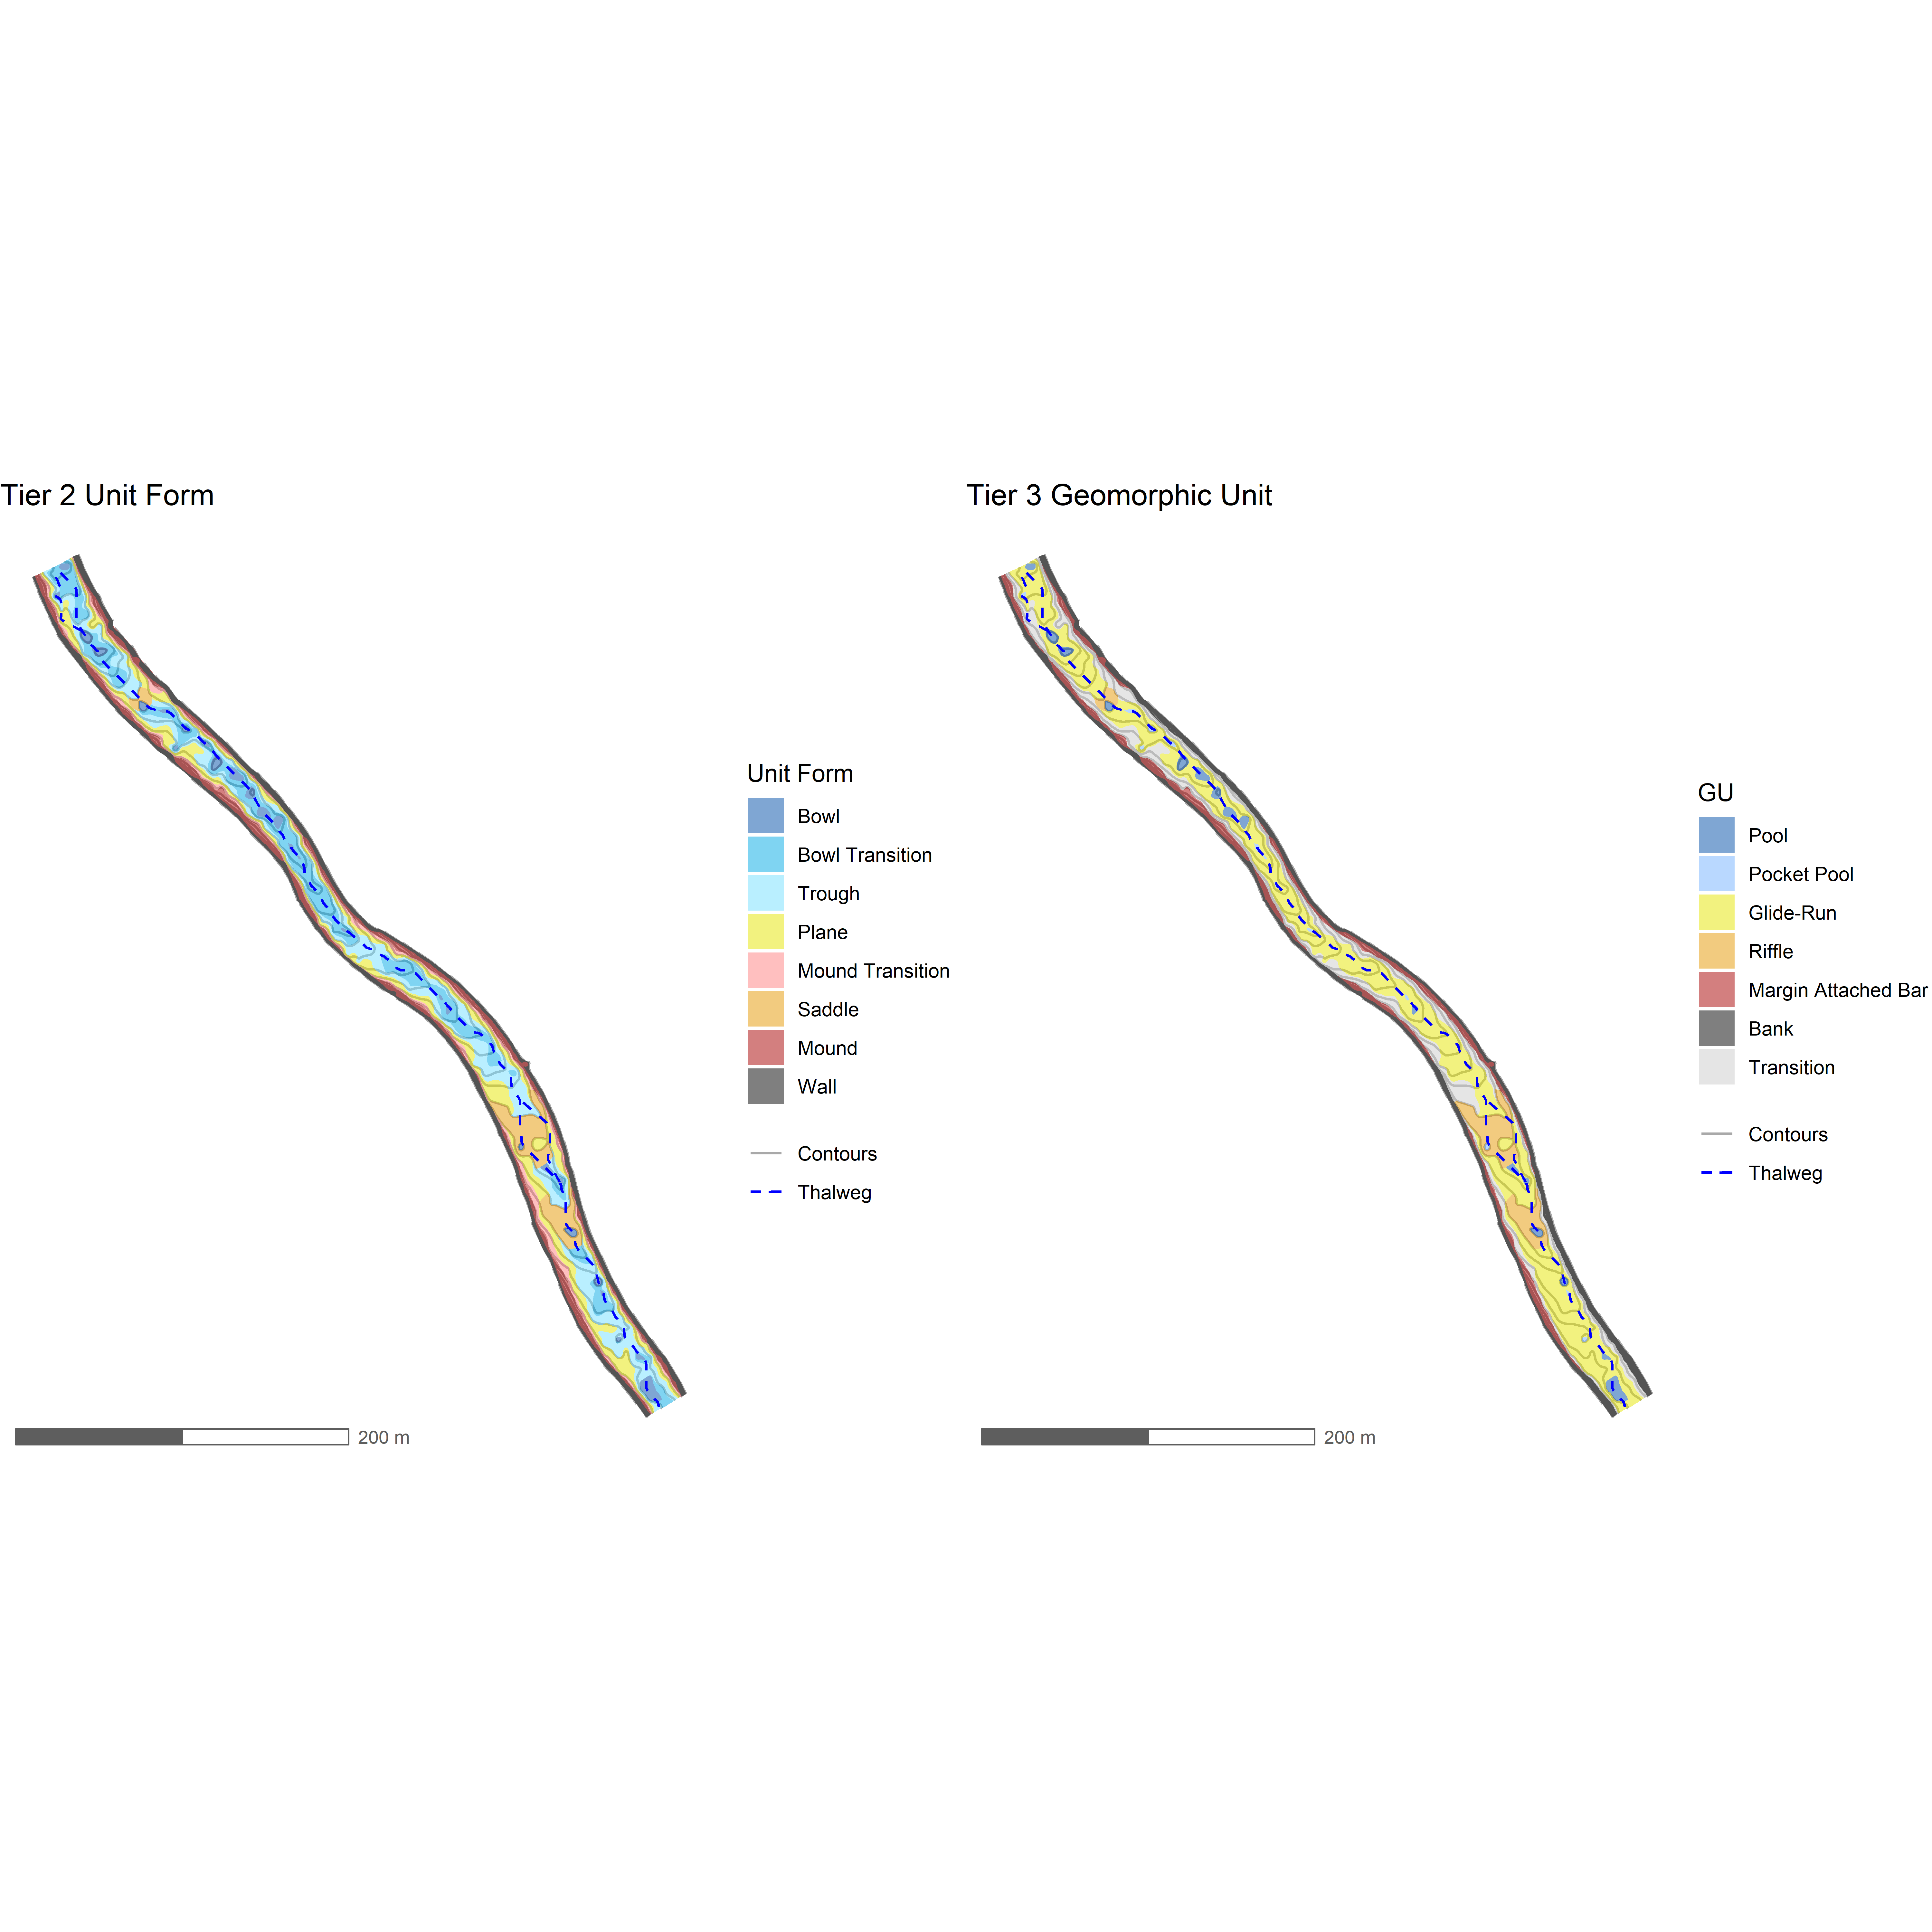 Tier 2 Unit Form
Unit Form
Bowl
Bowl Transition
Trough
Plane
Mound Transition
Saddle
Mound
Wall
Contours
Thalweg
200 m
Tier 3 Geomorphic Unit
GU
Pool
Pocket Pool
Glide-Run
Riffle
Margin Attached Bar
Bank
Transition
Contours
Thalweg
200 m